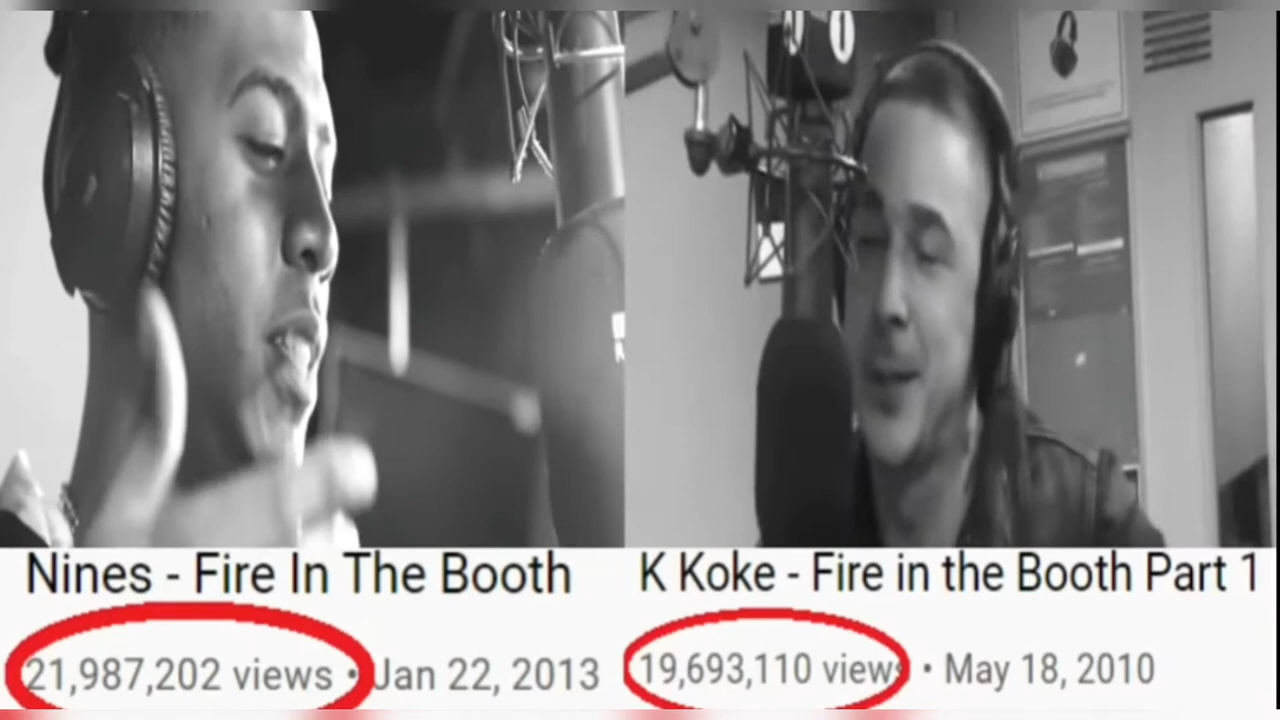 Nines - Fire In The Booth
21,987,202 views • Jan 22, 2013
K Koke - Fire in the Booth Part 1
19,693,110 views • May 18, 2010